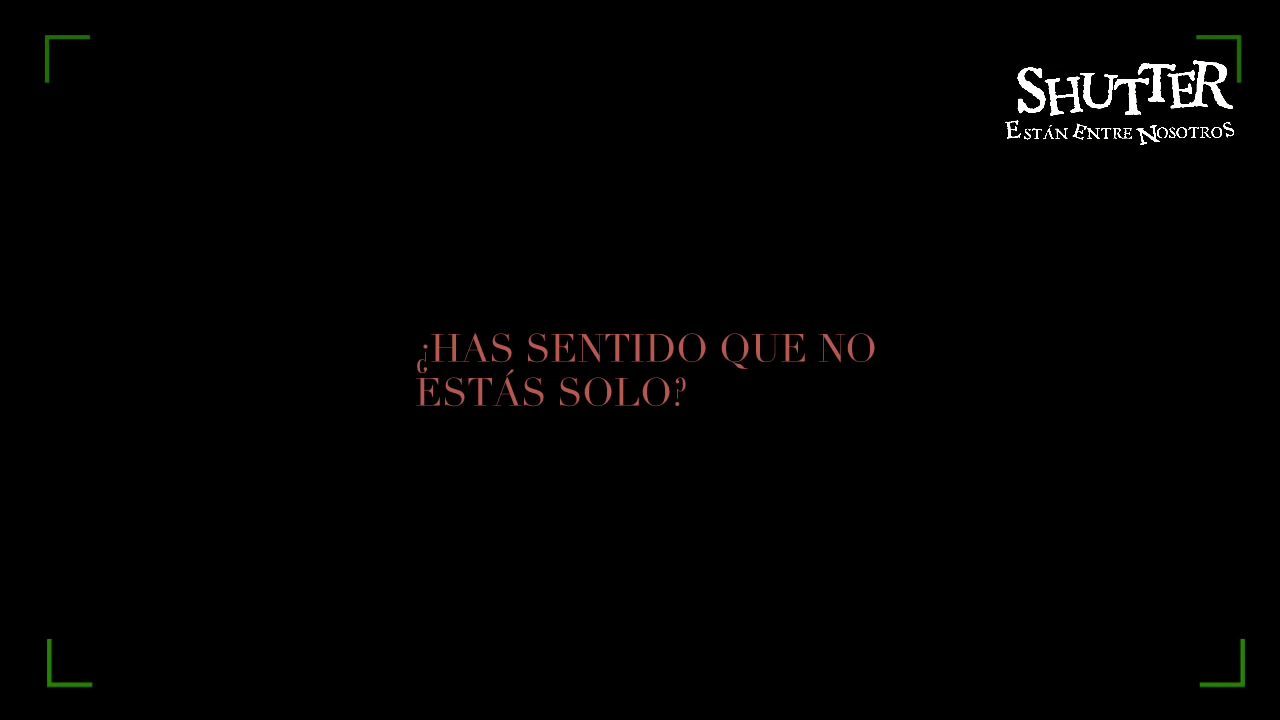 SHUTTER
ESTÁN ENTRE NOSOTROS
¿HAS SENTIDO QUE NO
ESTÁS SOLO?